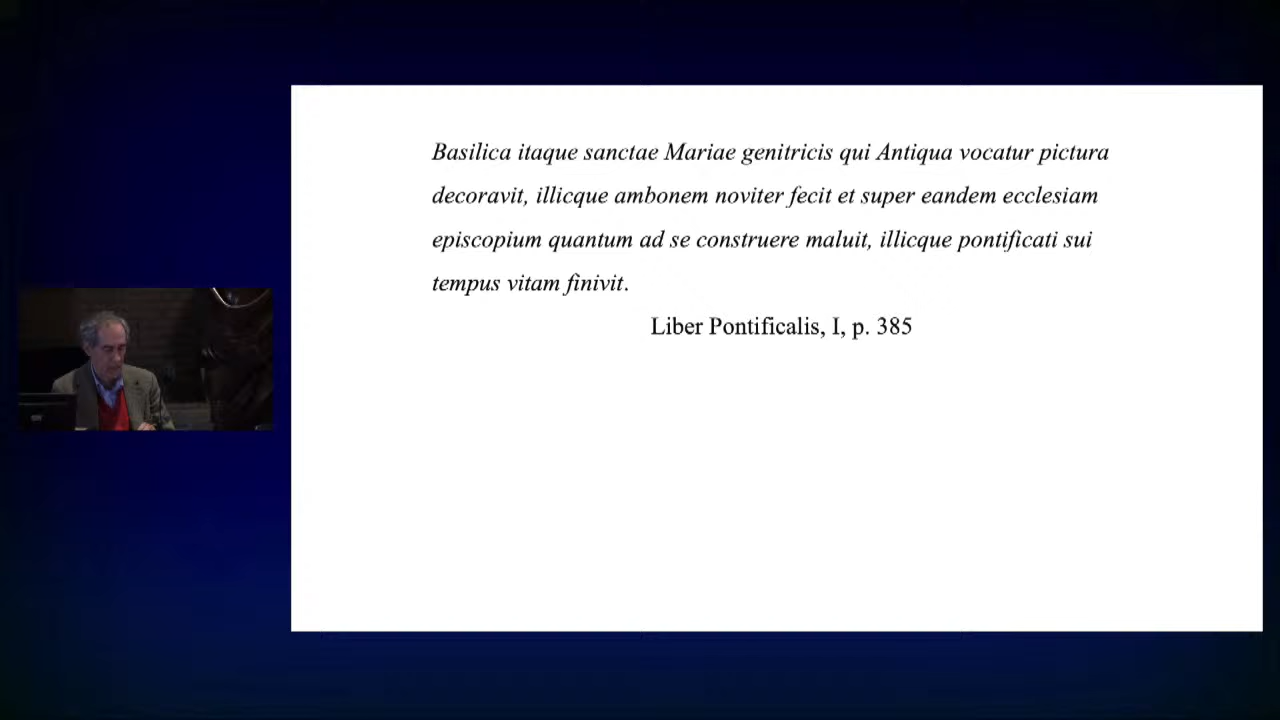 Basilica itaque sanctae Mariae genitricis qui Antiqua vocatur pictura
decoravit, illicque ambonem noviter fecit et super eandem ecclesiam
episcopium quantum ad se construere maluit, illicque pontificati sui
tempus vitam finivit.
Liber Pontificalis, I, p. 385